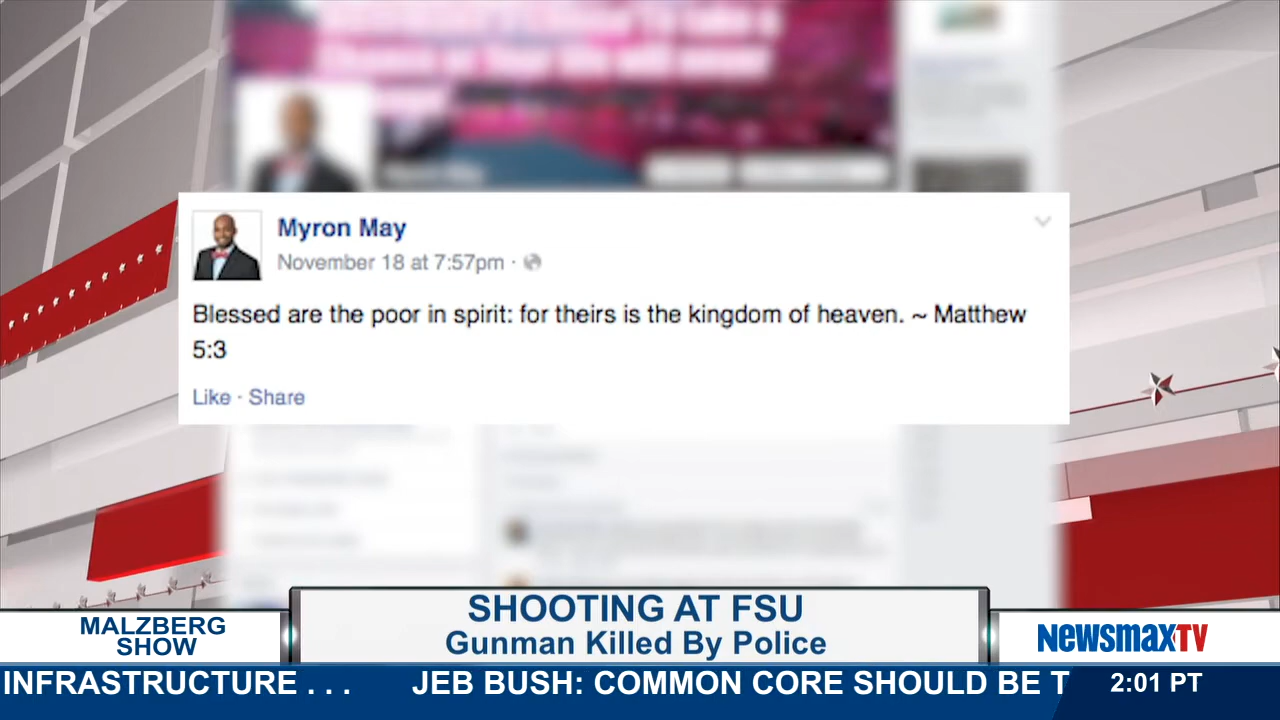 Myron May
November 18 at 7:57pm ·
Blessed are the poor in spirit: for theirs is the kingdom of heaven. ~ Matthew
5:3
Like · Share
SHOOTING AT FSU
Gunman Killed By Police
MALZBERG
SHOW
NEWSMAXTV
INFRASTRUCTURE . . . JEB BUSH: COMMON CORE SHOULD BE T
2:01 PT